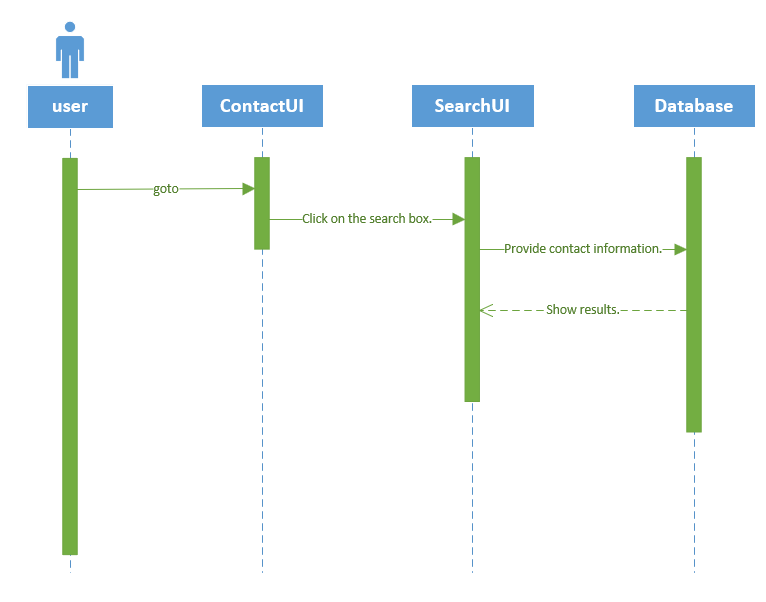 user
ContactUI
SearchUI
Database
goto
Click on the search box.
Provide contact information.
Show results.